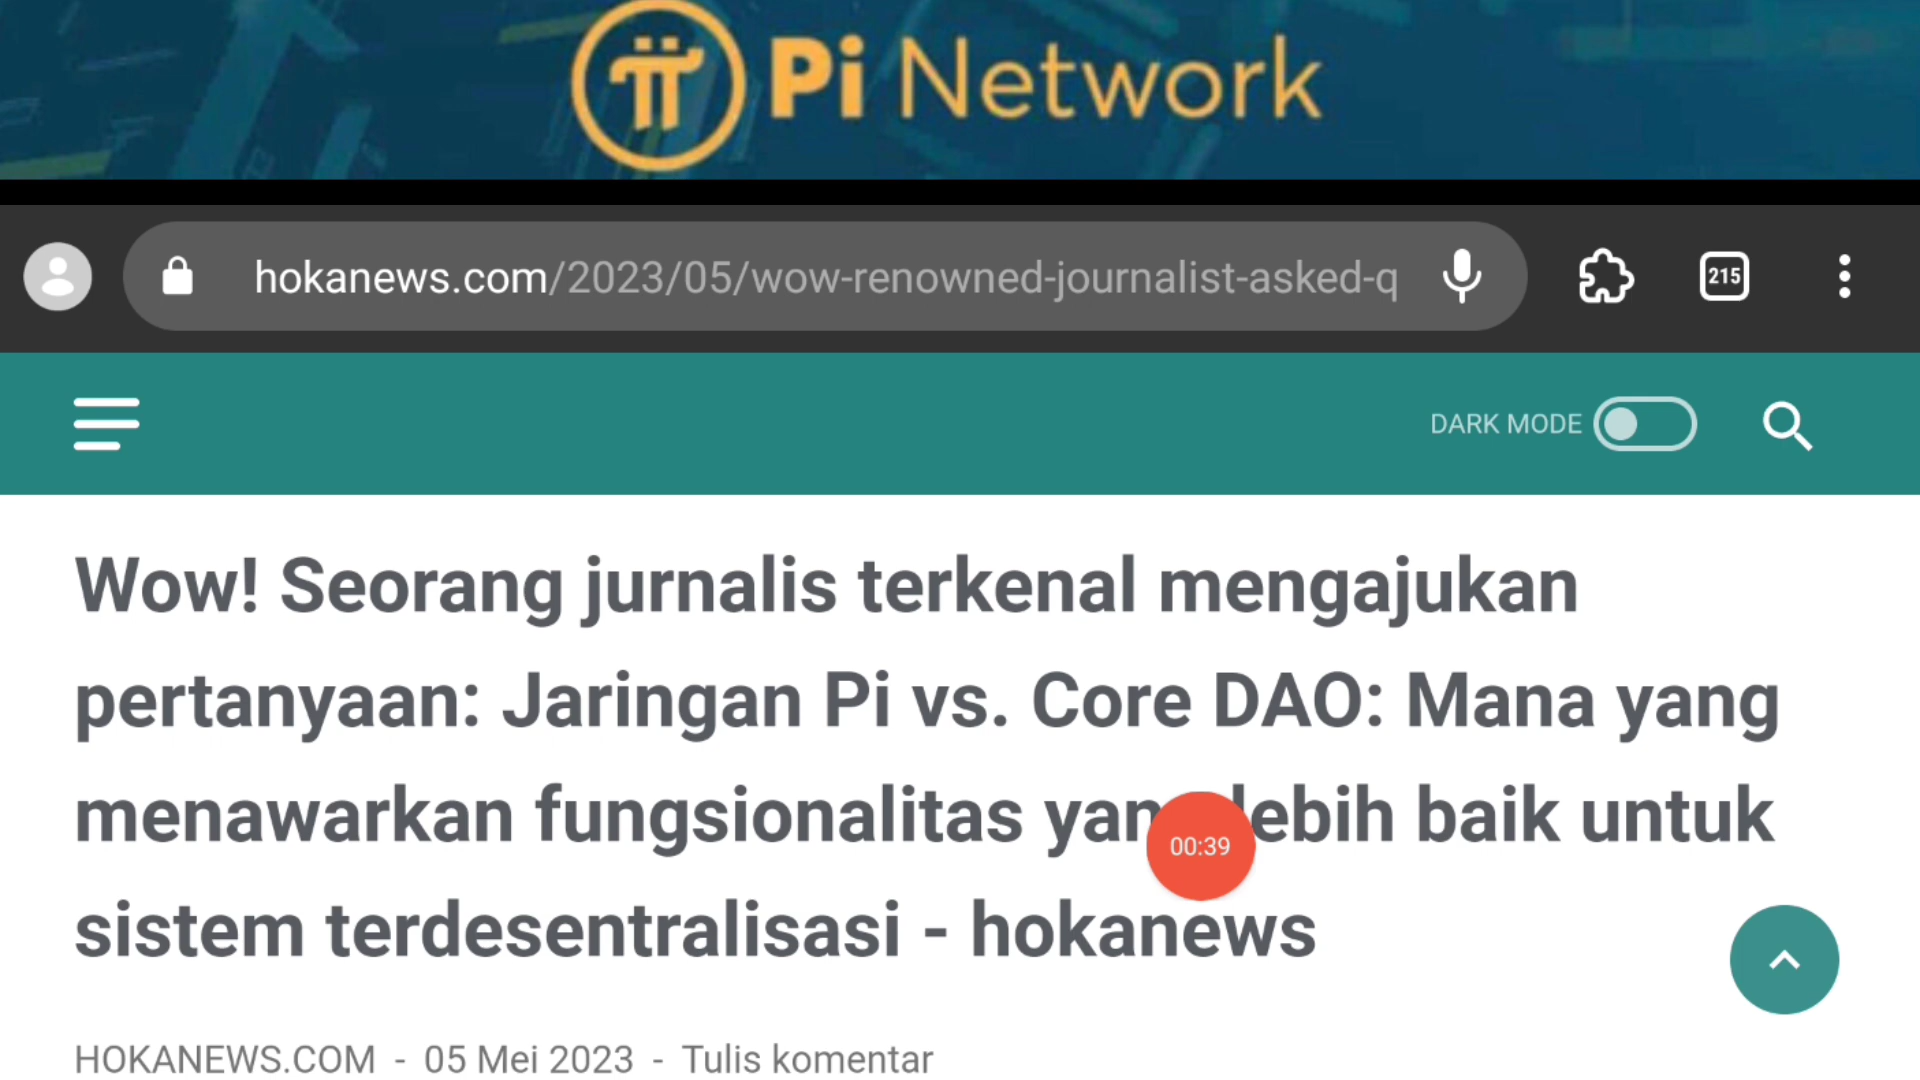 Pi Network
hokanews.com/2023/05/wow-renowned-journalist-asked-q
215
DARK MODE
Wow! Seorang jurnalis terkenal mengajukan
pertanyaan: Jaringan Pi vs. Core DAO: Mana yang
menawarkan fungsionalitas yan lebih baik untuk
00:39
sistem terdesentralisasi - hokanews
HOKANEWS.COM - 05 Mei 2023 - Tulis komentar